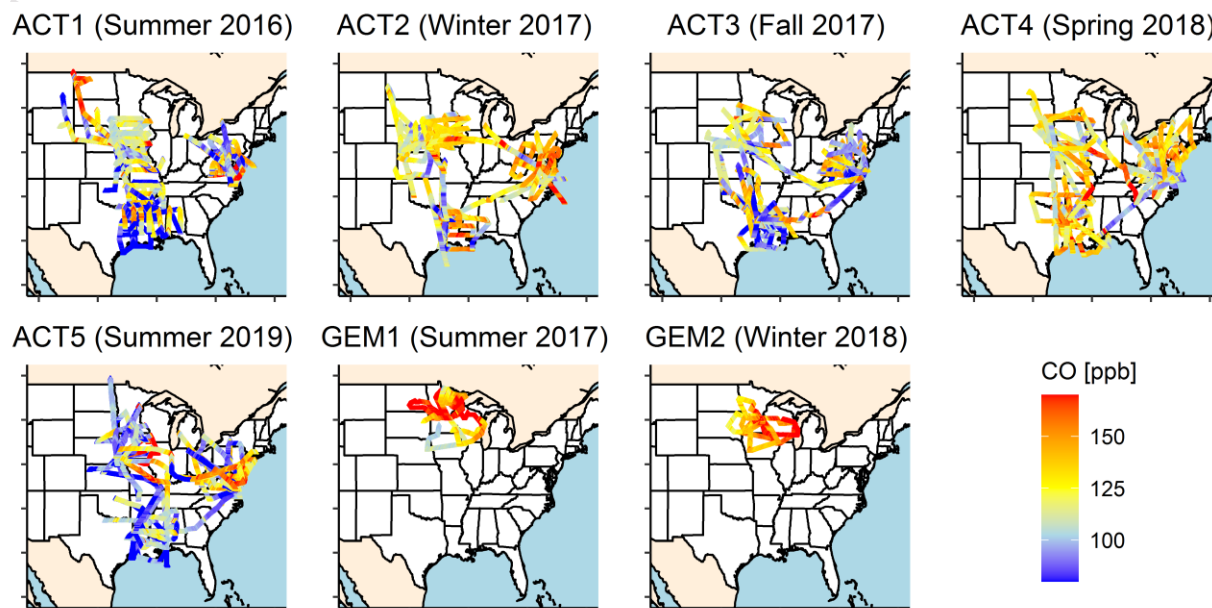 ACT1 (Summer 2016)
ACT2 (Winter 2017)
ACT3 (Fall 2017)
ACT4 (Spring 2018)
ACT5 (Summer 2019)
GEM1 (Summer 2017)
GEM2 (Winter 2018)
CO [ppb]
150
125
100